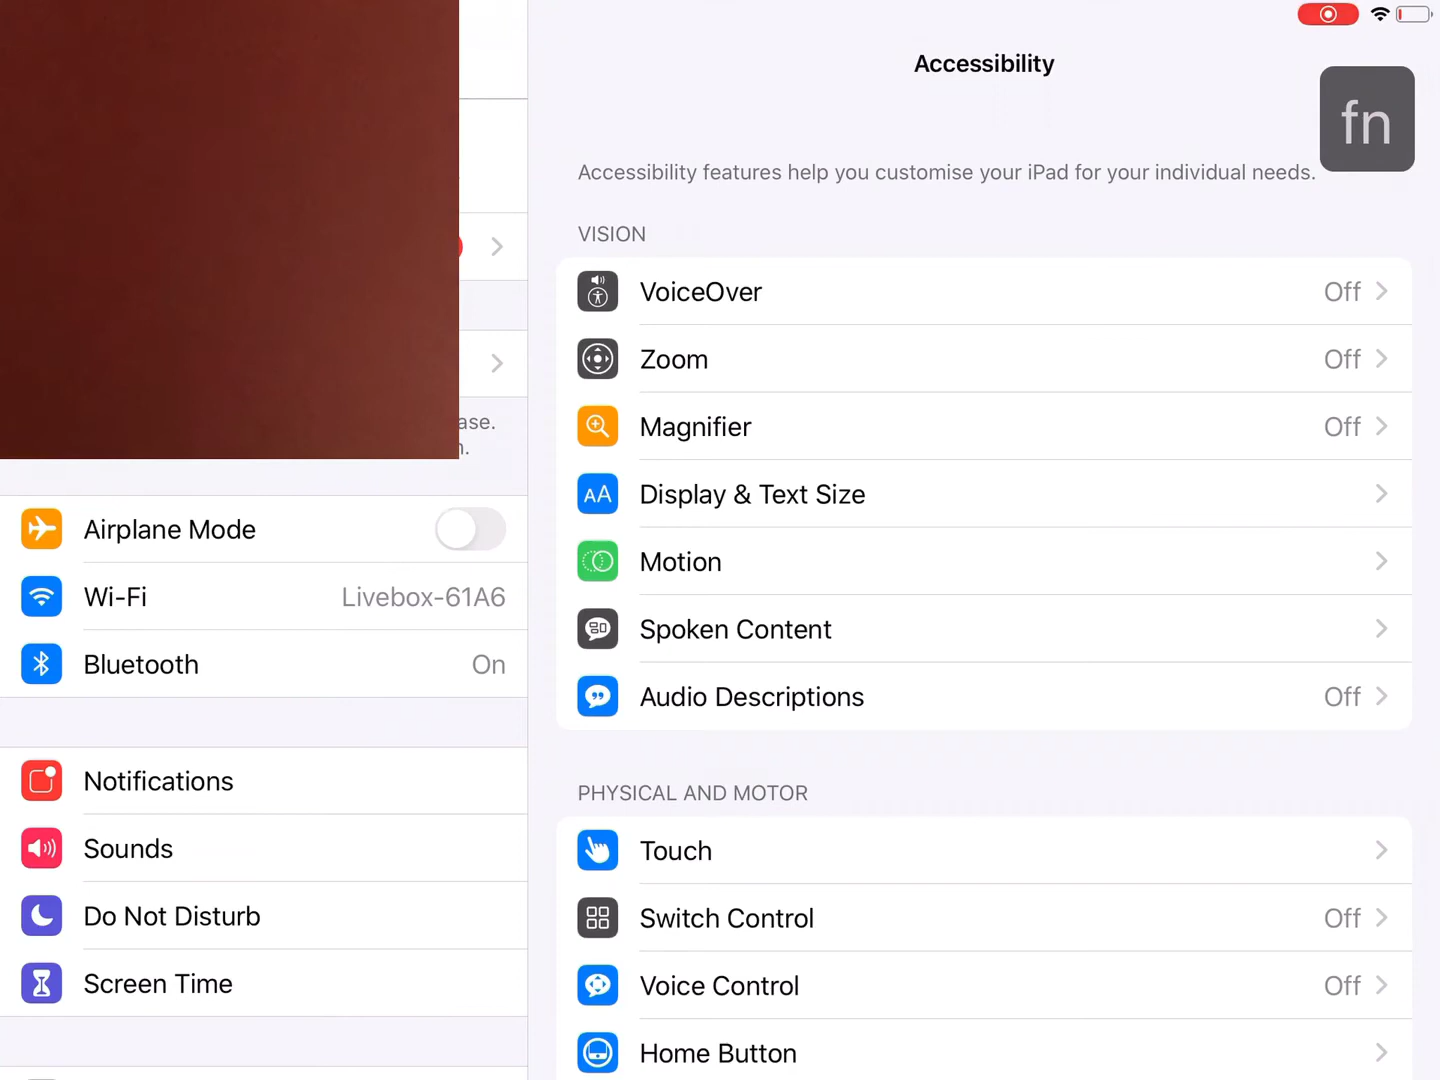 ase.
Airplane Mode
Wi-Fi Livebox-61A6
Bluetooth On
Notifications
Sounds
Do Not Disturb
Screen Time
Accessibility
fn
Accessibility features help you customise your iPad for your individual needs.
VISION
VoiceOver Off
Zoom Off
Magnifier Off
AA Display & Text Size
Motion
Spoken Content
Audio Descriptions Off
PHYSICAL AND MOTOR
Touch
Switch Control Off
Voice Control Off
Home Button